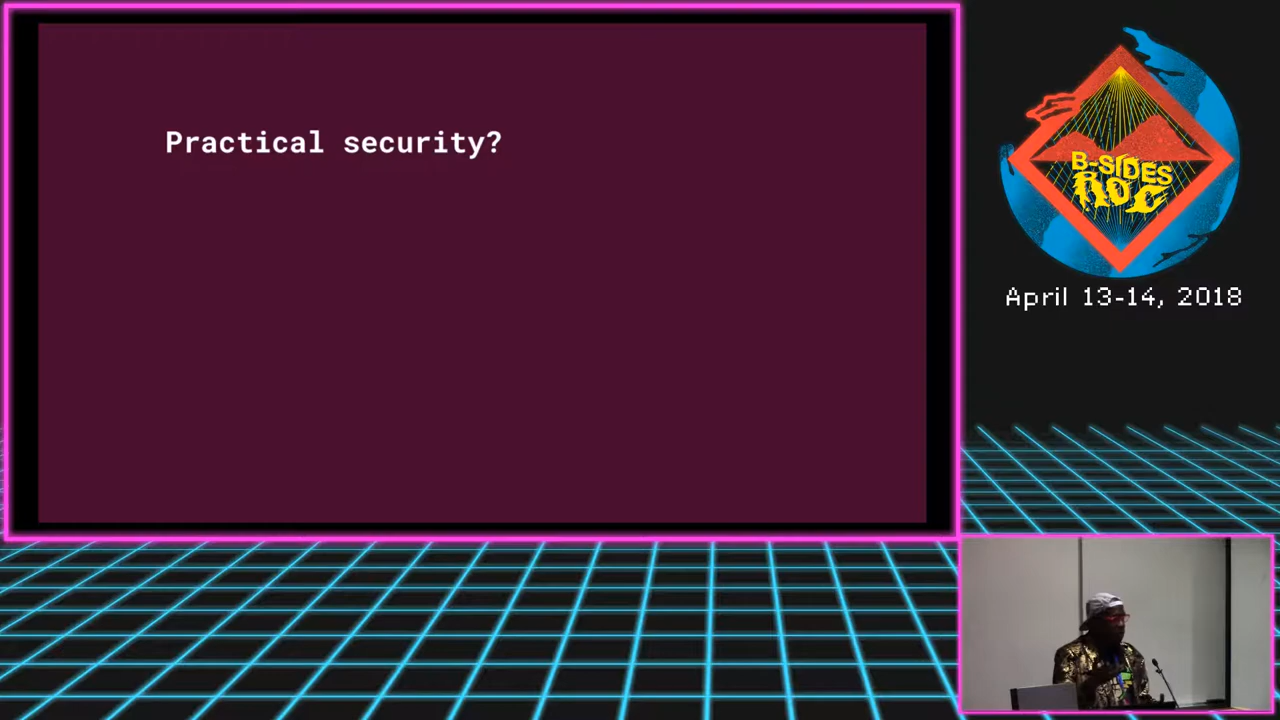 Practical security?
B-SIDES
ROC
April 13-14, 2018